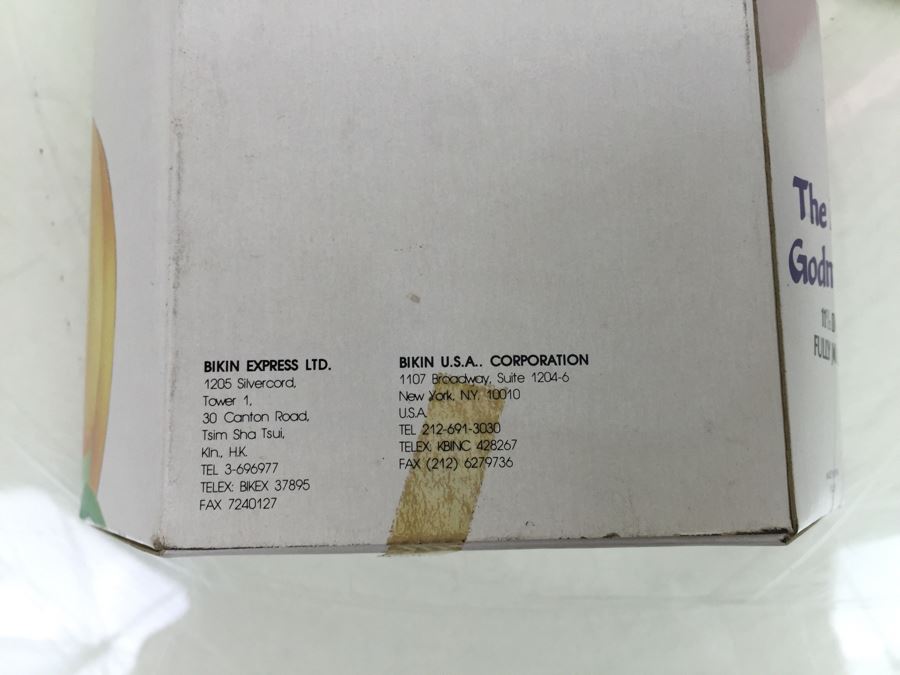 BIKIN EXPRESS LTD.
1205 Silvercord,
Tower 1,
30 Canton Road,
Tsim Sha Tsui,
Kln., H.K.
TEL 3-696977
TELEX: BIKEX 37895
FAX 7240127
BIKIN U.S.A.. CORPORATION
1107 Broadway, Suite 1204-6
New York, N.Y. 10010
U.S.A.
TEL 212-691-3030
TELEX: KBINC 428267
FAX (212) 6279736
The
Godm
FULLY